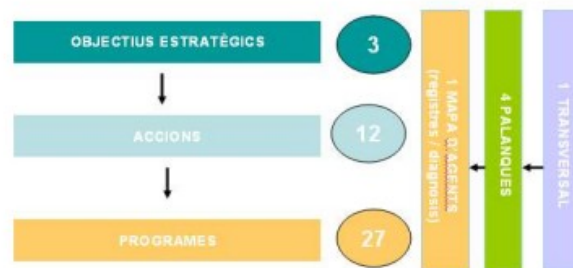 OBJECTIUS ESTRATÈGICS
3
ACCIONS
12
PROGRAMES
27
1 MAPA D'AGENTS
(registres / diagnosis)
4 PALANQUES
1 TRANSVERSAL